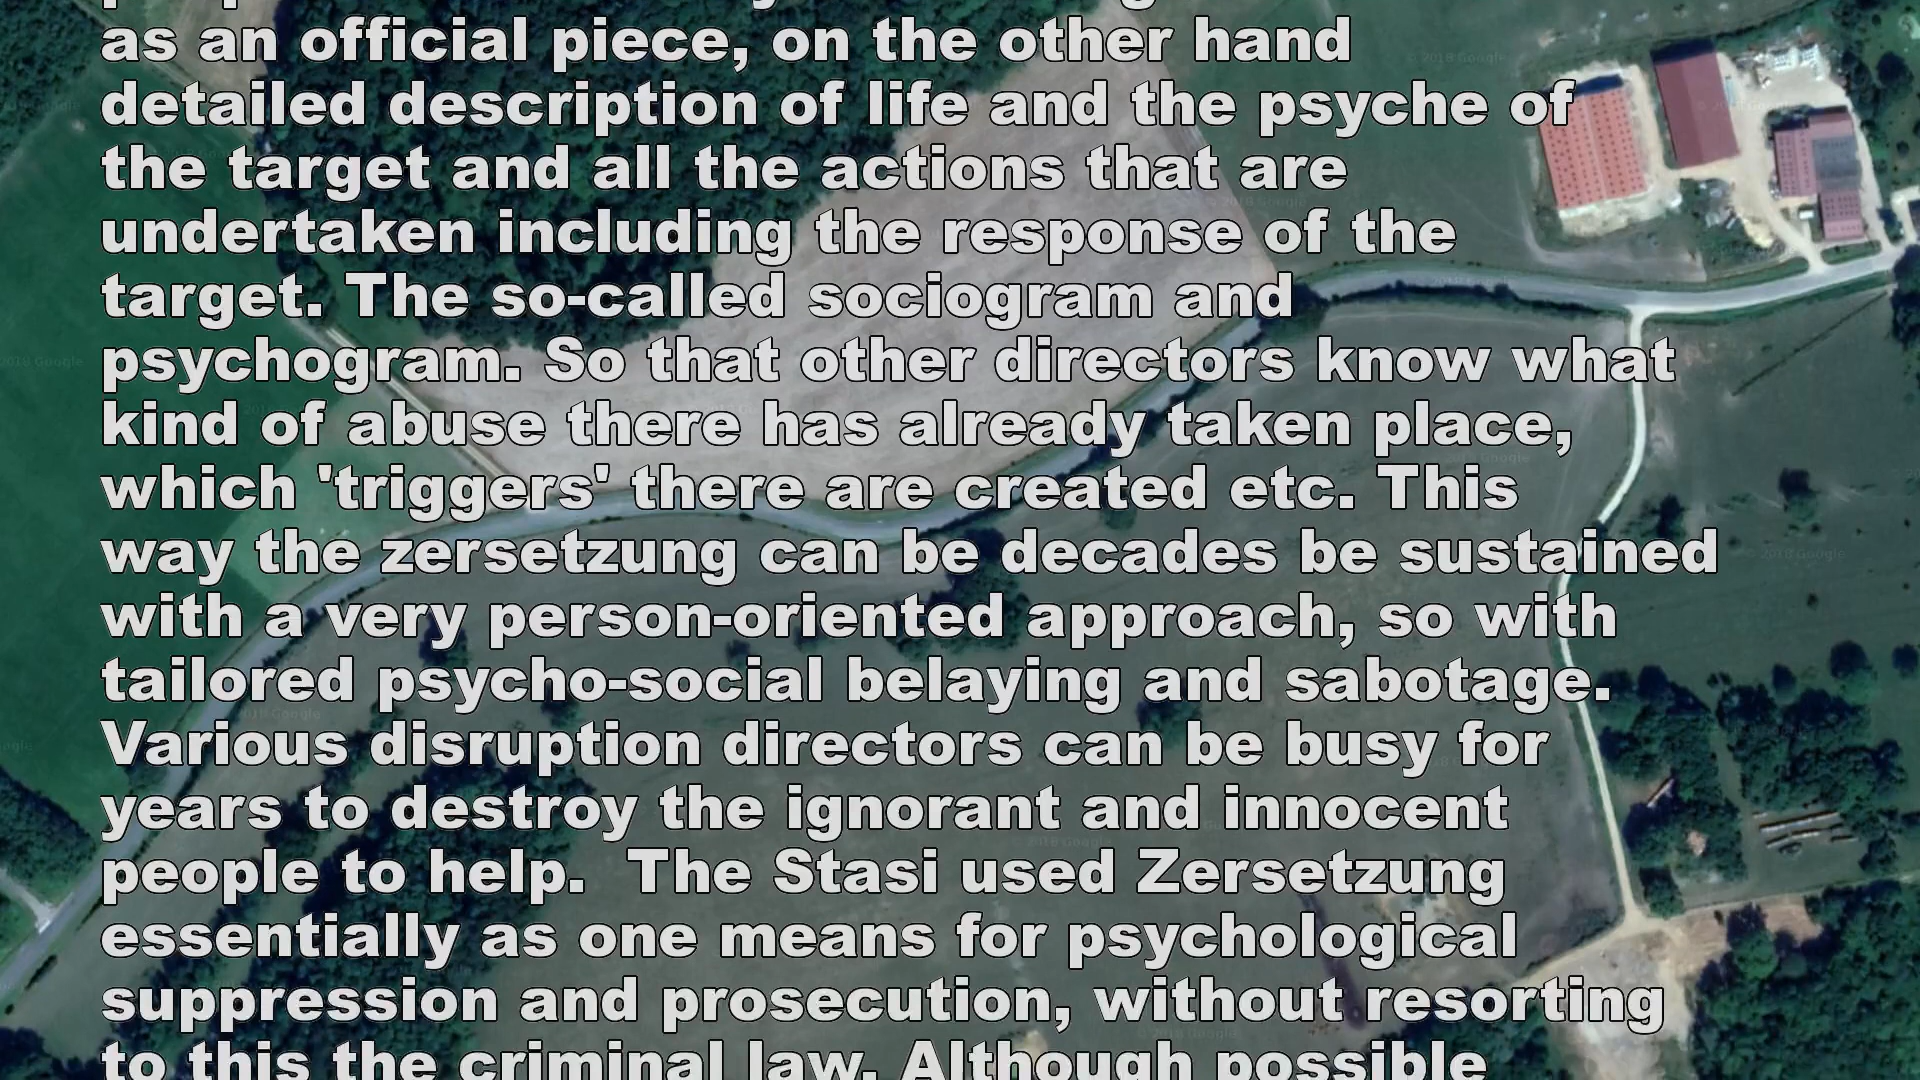 as an official piece, on the other hand
detailed description of life and the psyche of
the target and all the actions that are
undertaken including the response of the
target. The so-called sociogram and
psychogram. So that other directors know what
kind of abuse there has already taken place,
which 'triggers' there are created etc. This
way the zersetzung can be decades be sustained
with a very person-oriented approach, so with
tailored psycho-social belaying and sabotage.
Various disruption directors can be busy for
years to destroy the ignorant and innocent
people to help.  The Stasi used Zersetzung
essentially as one means for psychological
suppression and prosecution, without resorting
to this the criminal law. Although possible